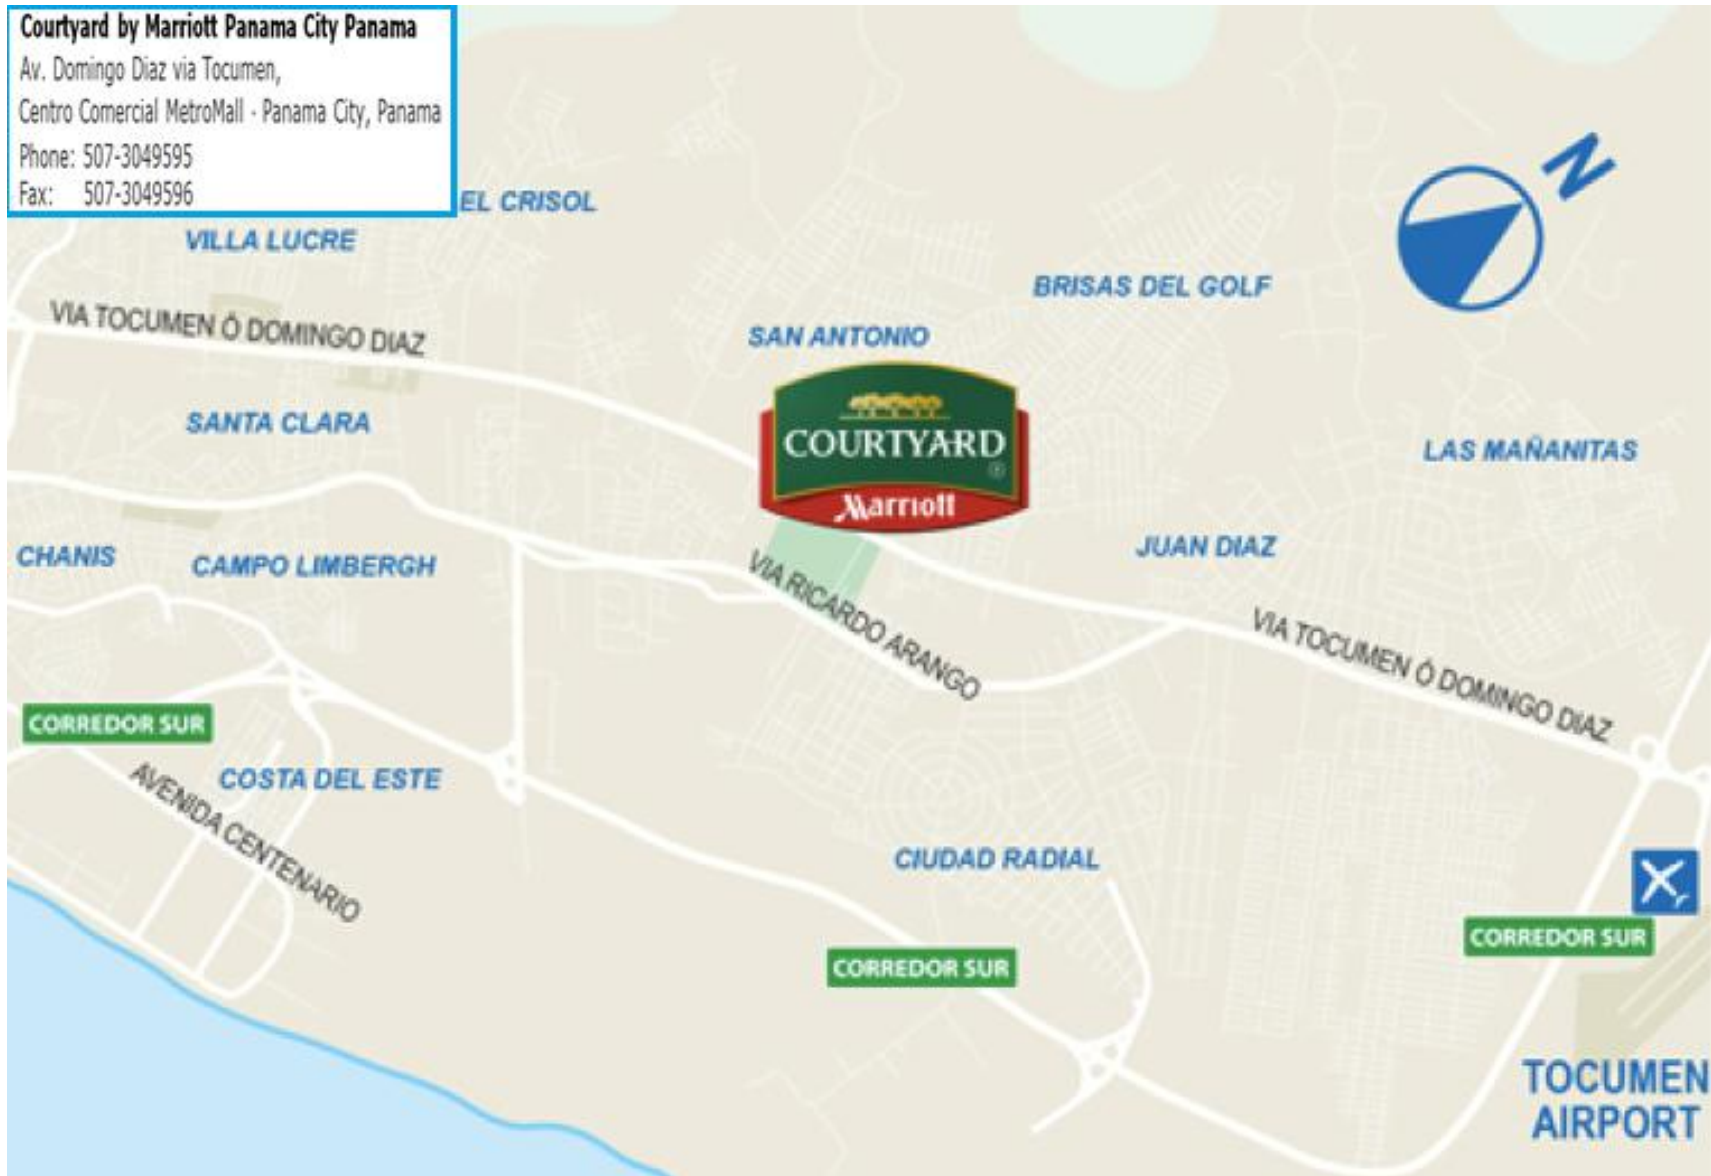 Courtyard by Marriott Panama City Panama
Av. Domingo Diaz via Tocumen,
Centro Comercial MetroMall - Panama City, Panama
Phone: 507-3049595
Fax: 507-3049596
EL CRISOL
VILLA LUCRE
N
BRISAS DEL GOLF
VIA TOCUMEN Ó DOMINGO DIAZ
SAN ANTONIO
SANTA CLARA
COURTYARD®
Marriott
LAS MAÑANITAS
CHANIS
CAMPO LIMBERGH
JUAN DIAZ
VIA RICARDO ARANGO
VIA TOCUMEN Ó DOMINGO DIAZ
CORREDOR SUR
COSTA DEL ESTE
AVENIDA CENTENARIO
CIUDAD RADIAL
CORREDOR SUR
CORREDOR SUR
TOCUMEN
AIRPORT